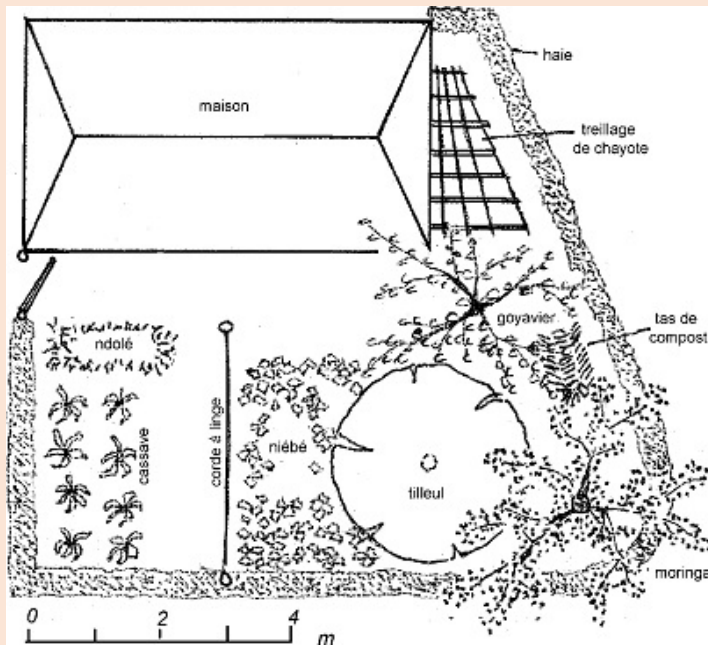 haie
maison
treillage
de chayote
goyavier
tas de
compost
ndolé
cassave
corde à linge
niébé
tilleul
moringa
0 2 4
m